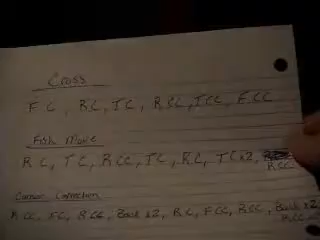 Cross
F C, R C, T C, R CC, T CC, F CC
Fish Move
R C, T C, R CC, T C, R C, T C x2,
R CC
Corner Correction
R CC, F C, R CC, Back x2, R C, F CC, R CC, Back x2
R CC,